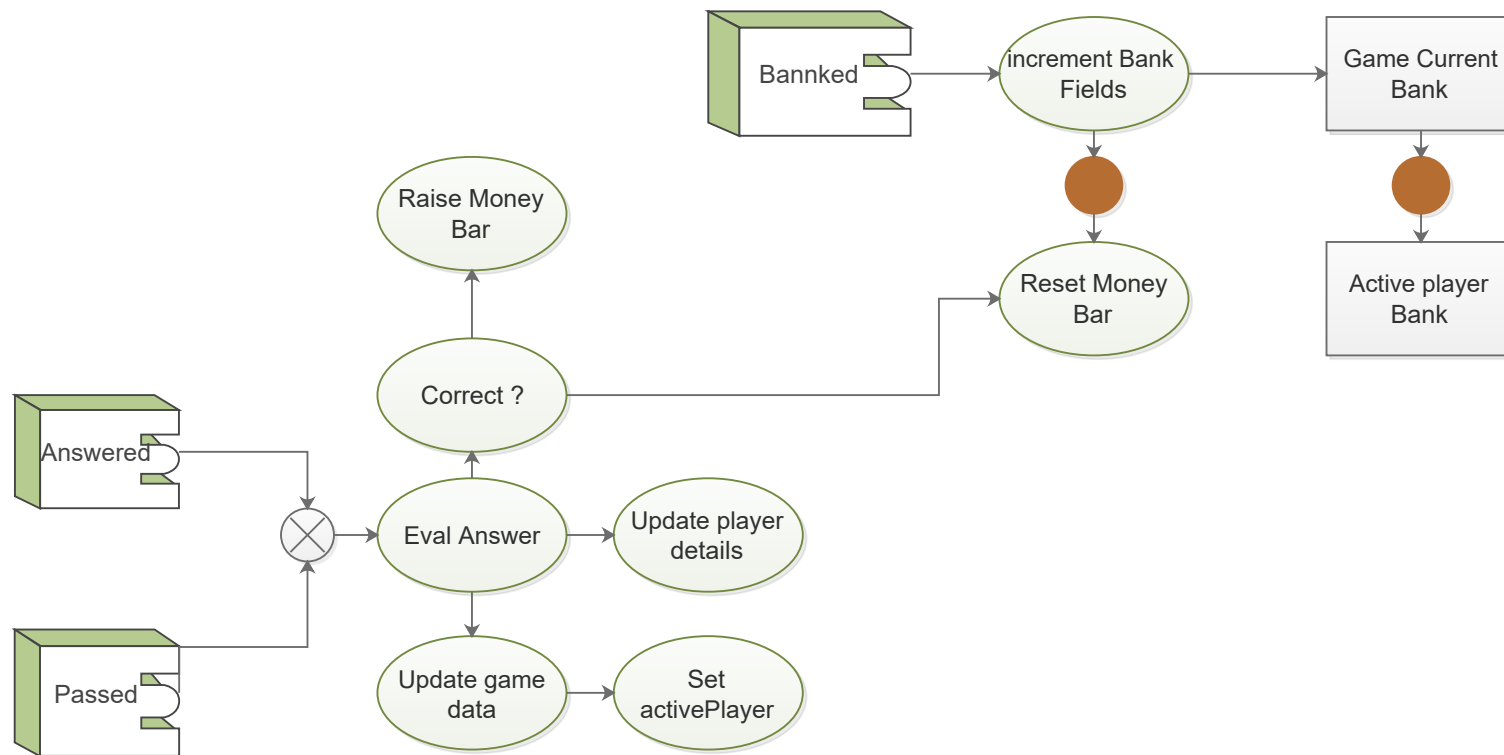 Bannked
increment Bank
Fields
Game Current
Bank
Raise Money
Bar
Reset Money
Bar
Active player
Bank
Correct ?
Answered
Eval Answer
Update player
details
Passed
Update game
data
Set
activePlayer